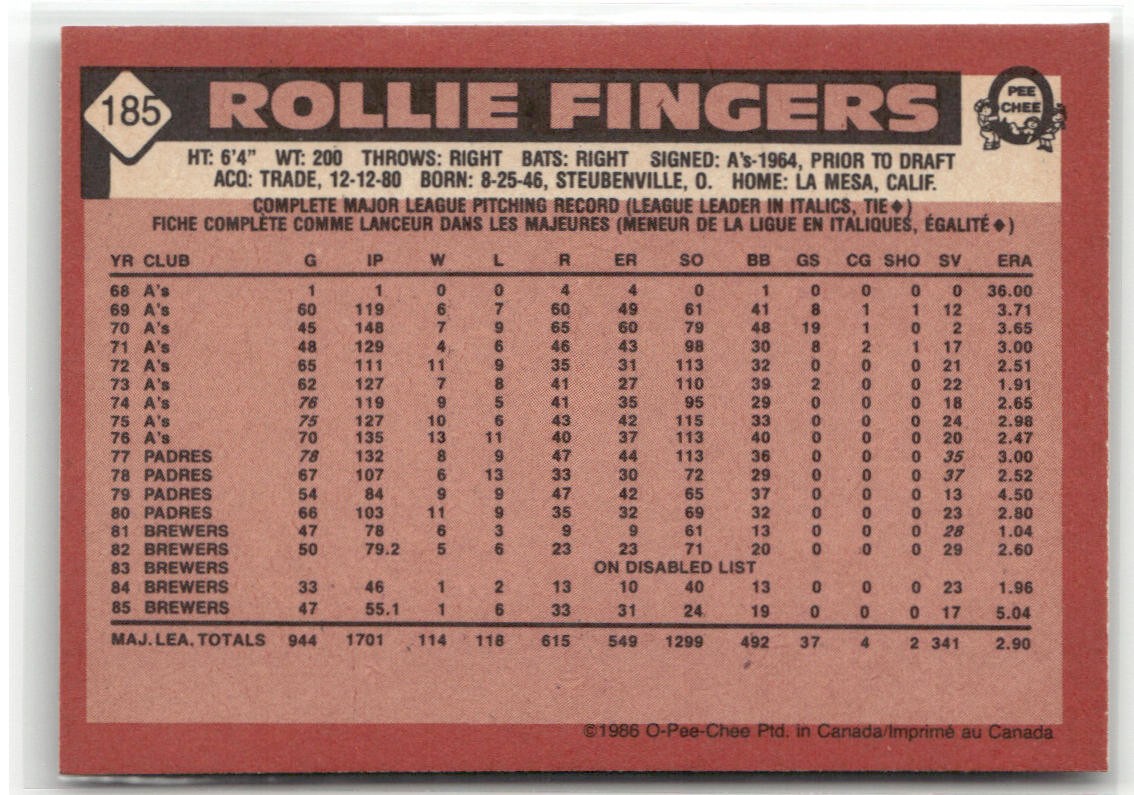 185 ROLLIE FINGERS
O PEE CHEE
HT: 6'4" WT: 200 THROWS: RIGHT BATS: RIGHT SIGNED: A's-1964, PRIOR TO DRAFT
ACQ: TRADE, 12-12-80 BORN: 8-25-46, STEUBENVILLE, O. HOME: LA MESA, CALIF.
COMPLETE MAJOR LEAGUE PITCHING RECORD (LEAGUE LEADER IN ITALICS, TIE♦)
FICHE COMPLÈTE COMME LANCEUR DANS LES MAJEURES (MENEUR DE LA LIGUE EN ITALIQUES, ÉGALITÉ♦)
YR CLUB G IP W L R ER SO BB GS CG SHO SV ERA
68 A's 1 1 0 0 4 4 0 1 0 0 0 0 36.00
69 A's 60 119 6 7 60 49 61 41 8 1 1 12 3.71
70 A's 45 148 7 9 65 60 79 48 19 1 0 2 3.65
71 A's 48 129 4 6 46 43 98 30 8 2 1 17 3.00
72 A's 65 111 11 9 35 31 113 32 0 0 0 21 2.51
73 A's 62 127 7 8 41 27 110 39 2 0 0 22 1.91
74 A's 76 119 9 5 41 35 95 29 0 0 0 18 2.65
75 A's 75 127 10 6 43 42 115 33 0 0 0 24 2.98
76 A's 70 135 13 11 40 37 113 40 0 0 0 20 2.47
77 PADRES 78 132 8 9 47 44 113 36 0 0 0 35 3.00
78 PADRES 67 107 6 13 33 30 72 29 0 0 0 37 2.52
79 PADRES 54 84 9 9 47 42 65 37 0 0 0 13 4.50
80 PADRES 66 103 11 9 35 32 69 32 0 0 0 23 2.80
81 BREWERS 47 78 6 3 9 9 61 13 0 0 0 28 1.04
82 BREWERS 50 79.2 5 6 23 23 71 20 0 0 0 29 2.60
83 BREWERS ON DISABLED LIST
84 BREWERS 33 46 1 2 13 10 40 13 0 0 0 23 1.96
85 BREWERS 47 55.1 1 6 33 31 24 19 0 0 0 17 5.04
MAJ. LEA. TOTALS 944 1701 114 118 615 549 1299 492 37 4 2 341 2.90
©1986 O-Pee-Chee Ptd. in Canada/Imprimé au Canada